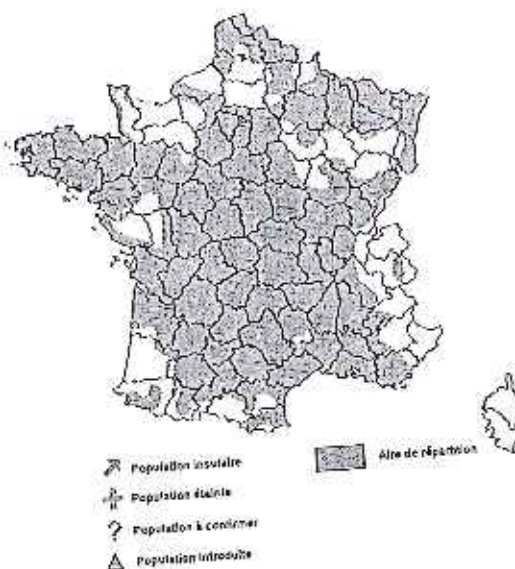 Population insulaire
Aire de répartition
Population éteinte
? Population à confirmer
Population introduite